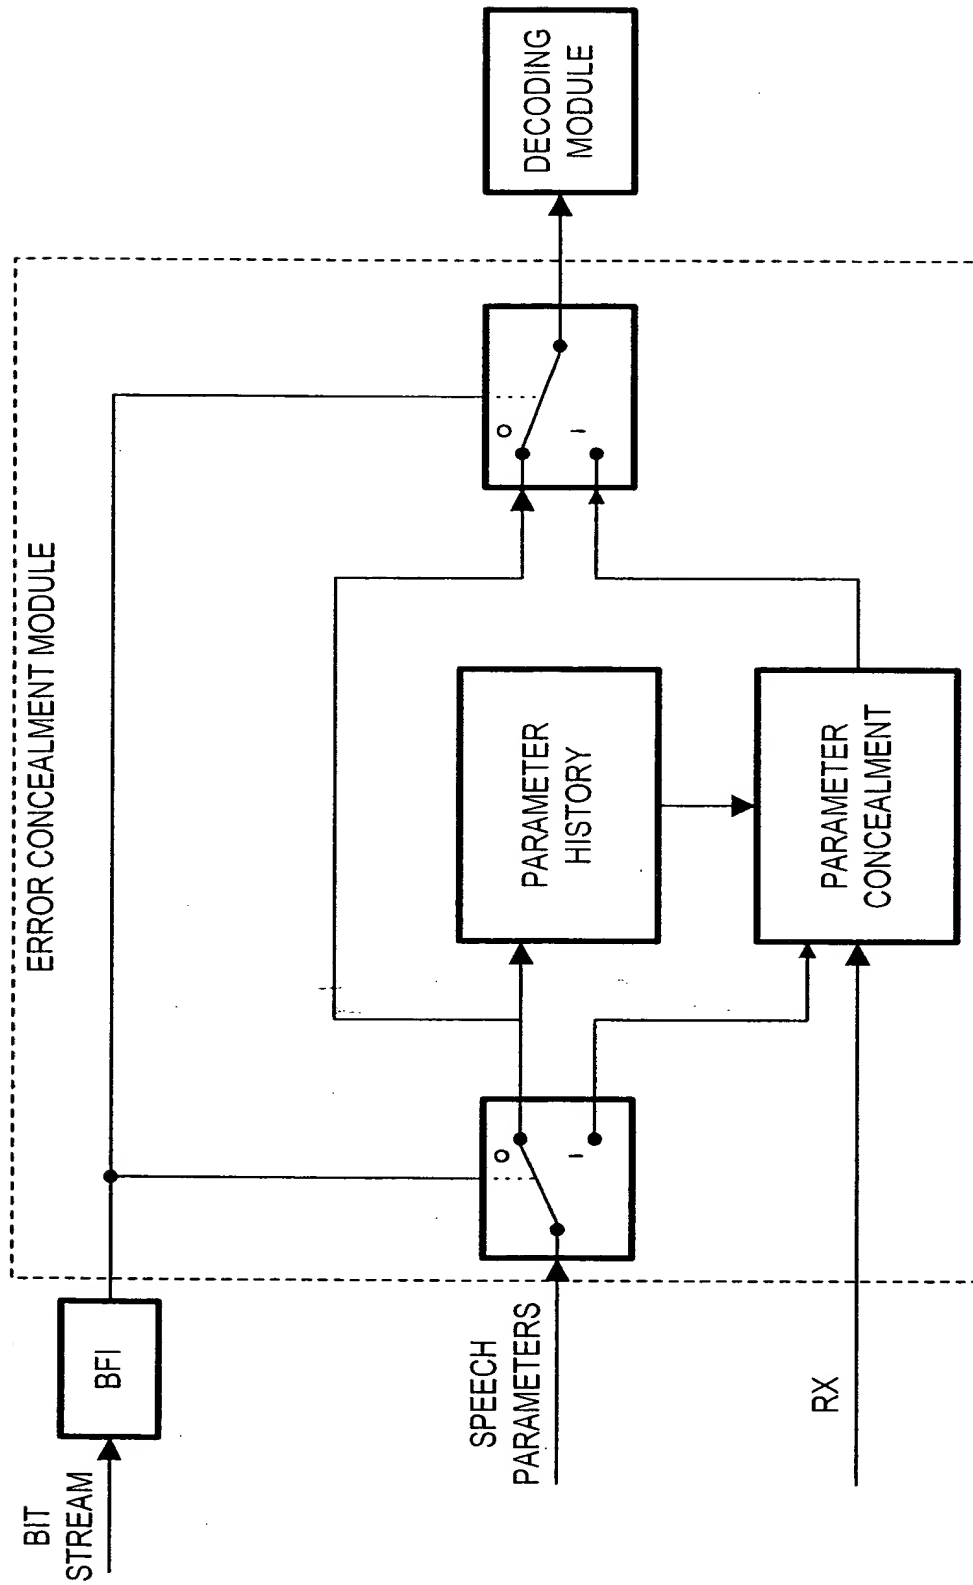 ERROR CONCEALMENT MODULE
BIT
STREAM
BFI
SPEECH
PARAMETERS
0
1
PARAMETER
HISTORY
0
1
DECODING
MODULE
RX
PARAMETER
CONCEALMENT